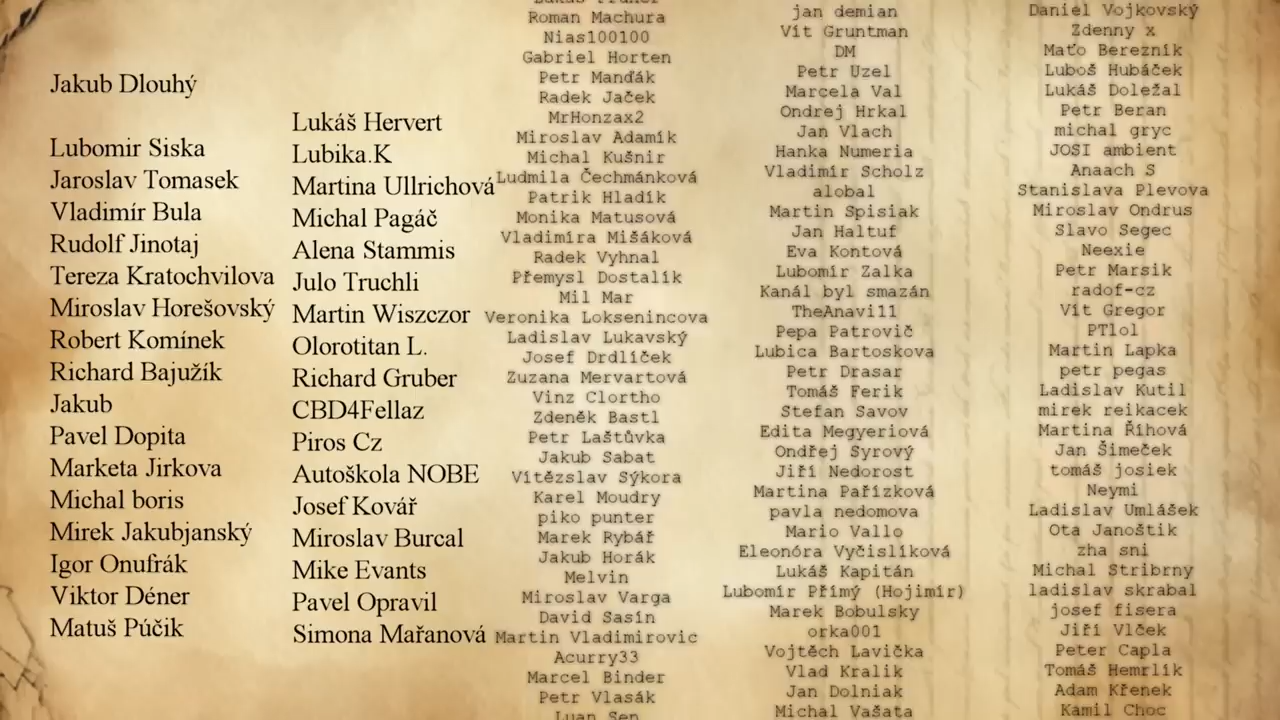 Jakub Dlouhý
Lubomir Siska
Jaroslav Tomasek
Vladimír Bula
Rudolf Jinotaj
Tereza Kratochvilova
Miroslav Horešovský
Robert Komínek
Richard Bajužík
Jakub
Pavel Dopita
Marketa Jirkova
Michal boris
Mirek Jakubjanský
Igor Onufrák
Viktor Déner
Matuš Púčik
Lukáš Hervert
Lubika.K
Martina Ullrichová
Michal Pagáč
Alena Stammis
Julo Truchli
Martin Wiszczor
Olorotitan L.
Richard Gruber
CBD4Fellaz
Piros Cz
Autoškola NOBE
Josef Kovář
Miroslav Burcal
Mike Evants
Pavel Opravil
Simona Mařanová
Roman Machura
Nias100100
Gabriel Horten
Petr Manďák
Radek Jaček
MrHonzax2
Miroslav Adamík
Michal Kušnir
Ludmila Čechmánková
Patrik Hladík
Monika Matusová
Vladimíra Mišáková
Radek Vyhnal
Přemysl Dostalík
Mil Mar
Veronika Loksenincova
Ladislav Lukavský
Josef Drdlíček
Zuzana Mervartová
Vinz Clortho
Zdeněk Bastl
Petr Laštůvka
Jakub Sabat
Vítězslav Sýkora
Karel Moudry
piko punter
Marek Rybář
Jakub Horák
Melvin
Miroslav Varga
David Sasín
Martin Vladimirovic
Acurry33
Marcel Binder
Petr Vlasák
Luan Sen
jan demian
Vít Gruntman
DM
Petr Uzel
Marcela Val
Ondrej Hrkal
Jan Vlach
Hanka Numeria
Vladimír Scholz
alobal
Martin Spisiak
Jan Haltuf
Eva Kontová
Lubomír Zalka
Kanál byl smazán
TheAnavi11
Pepa Patrovič
Lubica Bartoskova
Petr Drasar
Tomáš Ferik
Stefan Savov
Edita Megyeriová
Ondřej Syrový
Jiří Nedorost
Martina Pařízková
pavla nedomova
Mario Vallo
Eleonóra Vyčislíková
Lukáš Kapitán
Lubomír Přímý (Hojimír)
Marek Bobulsky
orka001
Vojtěch Lavička
Vlad Kralik
Jan Dolniak
Michal Vašata
Daniel Vojkovský
Zdenny x
Maťo Berezník
Luboš Hubáček
Lukáš Doležal
Petr Beran
michal gryc
JOSI ambient
Anaach S
Stanislava Plevova
Miroslav Ondrus
Slavo Segec
Neexie
Petr Marsik
radof-cz
Vít Gregor
PTlol
Martin Lapka
petr pegas
Ladislav Kutil
mirek reikacek
Martina Říhová
Jan Šimeček
tomáš josiek
Neymi
Ladislav Umlášek
Ota Janoštik
zha sni
Michal Stribrny
ladislav skrabal
josef fisera
Jiří Vlček
Peter Capla
Tomáš Hemrlík
Adam Křenek
Kamil Choc